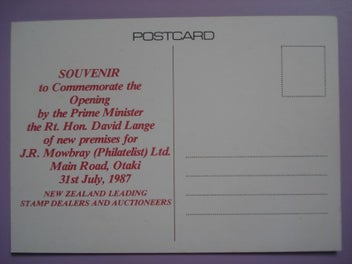 POSTCARD
SOUVENIR
to Commemorate the
Opening
by the Prime Minister
the Rt. Hon. David Lange
of new premises for
J.R. Mowbray (Philatelist) Ltd.
Main Road, Otaki
31st July, 1987
NEW ZEALAND LEADING
STAMP DEALERS AND AUCTIONEERS